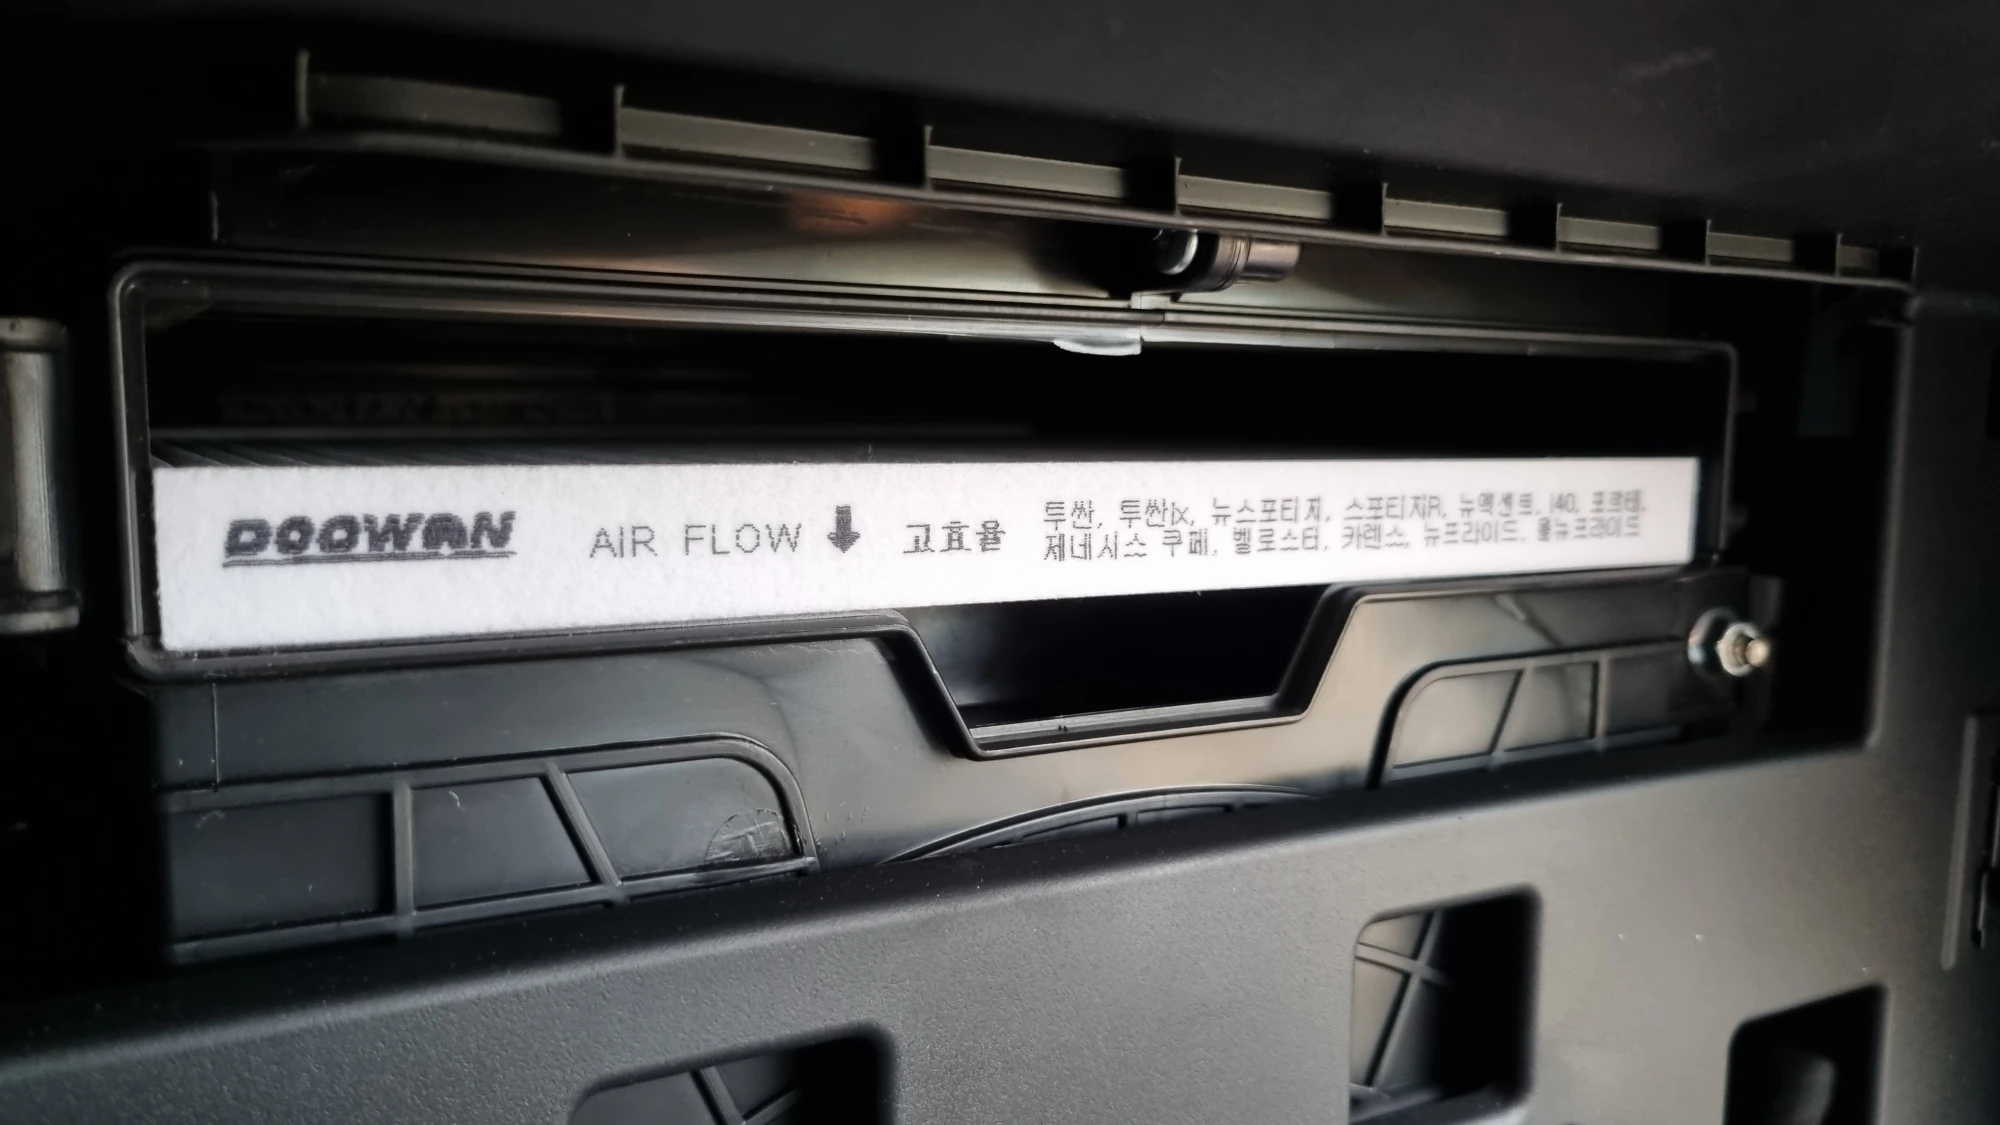 DOOWON AIR FLOW ⬇ 고효율
투싼, 투싼ix, 뉴스포티지, 스포티지R, 뉴엑센트, i40, 포르테,
제네시스 쿠페, 벨로스터, 카렌스, 뉴프라이드, 올뉴프라이드